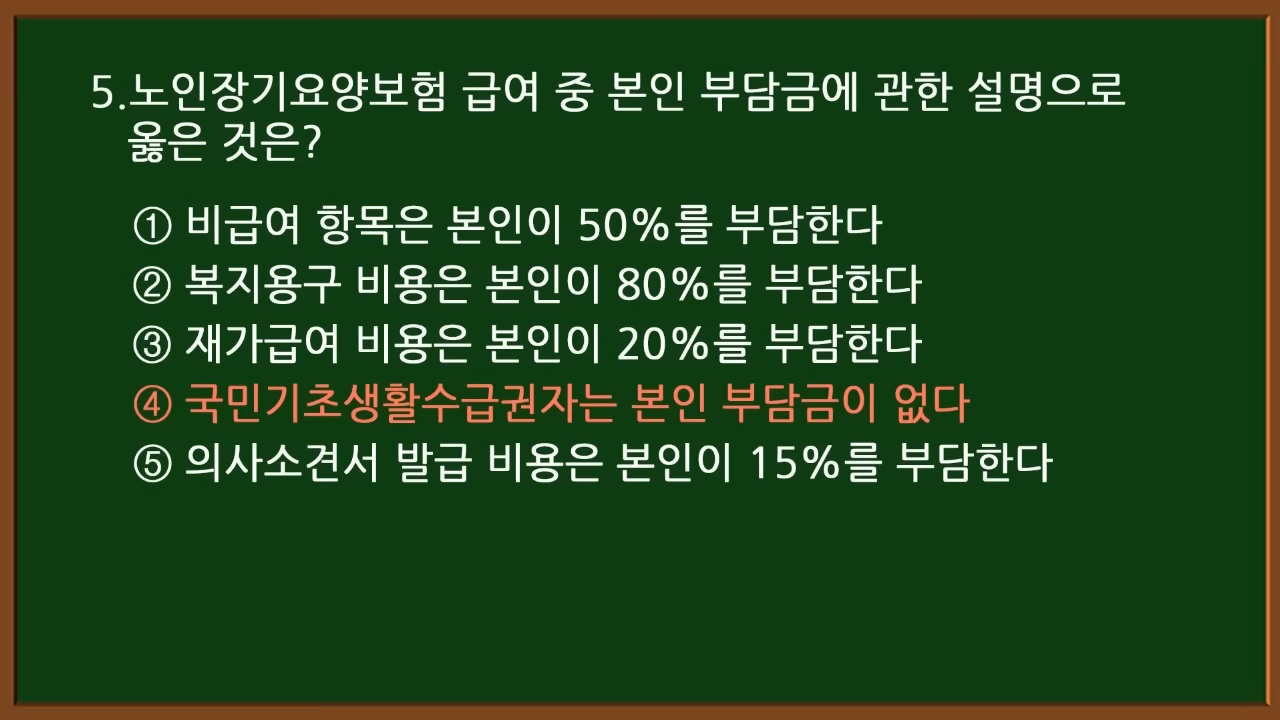 5.노인장기요양보험 급여 중 본인 부담금에 관한 설명으로
옳은 것은?
① 비급여 항목은 본인이 50%를 부담한다
② 복지용구 비용은 본인이 80%를 부담한다
③ 재가급여 비용은 본인이 20%를 부담한다
④ 국민기초생활수급권자는 본인 부담금이 없다
⑤ 의사소견서 발급 비용은 본인이 15%를 부담한다